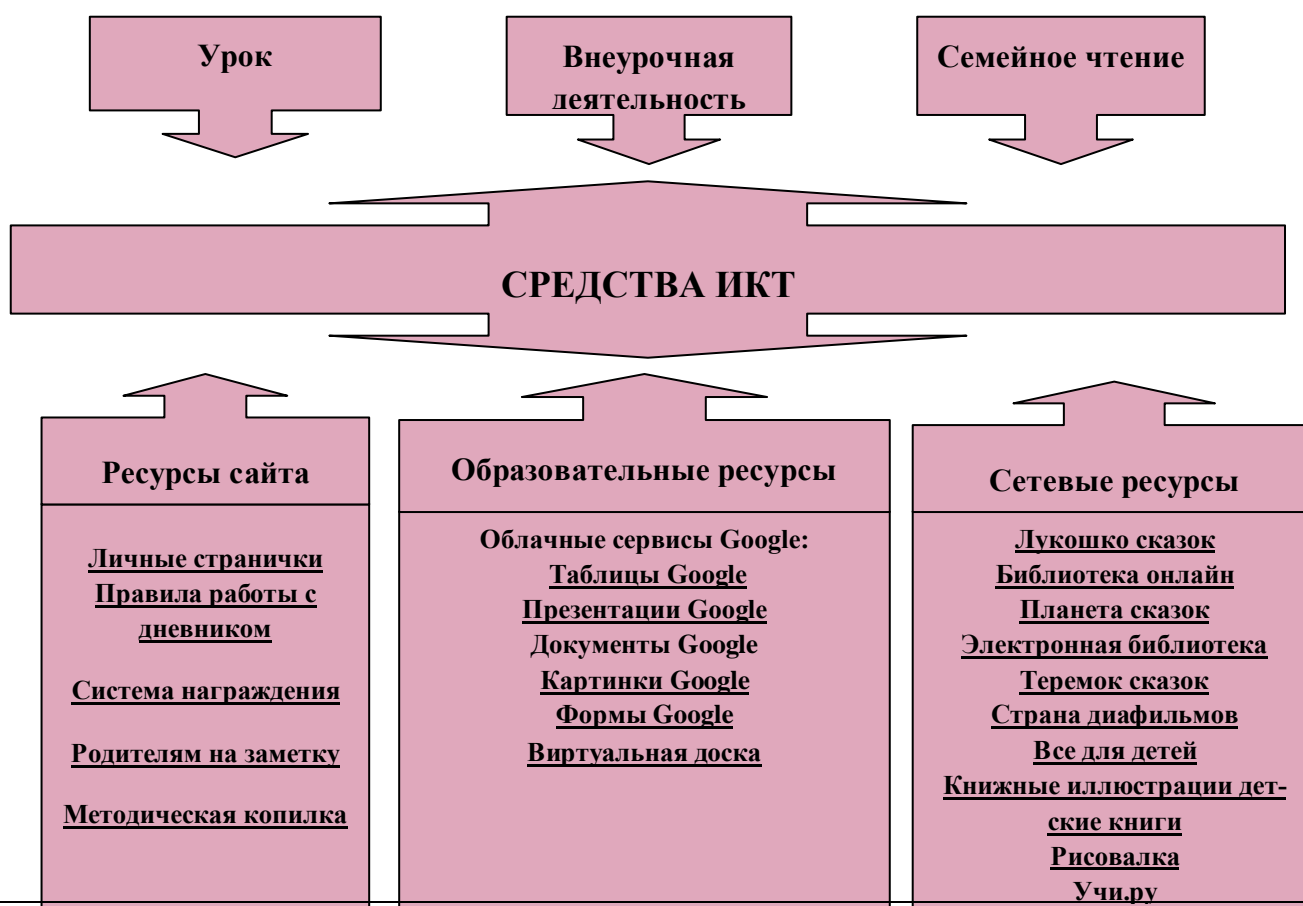 Урок
Внеурочная
деятельность
Семейное чтение
СРЕДСТВА ИКТ
Ресурсы сайта
Личные странички
Правила работы с
дневником
Система награждения
Родителям на заметку
Методическая копилка
Образовательные ресурсы
Облачные сервисы Google:
Таблицы Google
Презентации Google
Документы Google
Картинки Google
Формы Google
Виртуальная доска
Сетевые ресурсы
Лукошко сказок
Библиотека онлайн
Планета сказок
Электронная библиотека
Теремок сказок
Страна диафильмов
Все для детей
Книжные иллюстрации дет-
ские книги
Рисовалка
Учи.ру